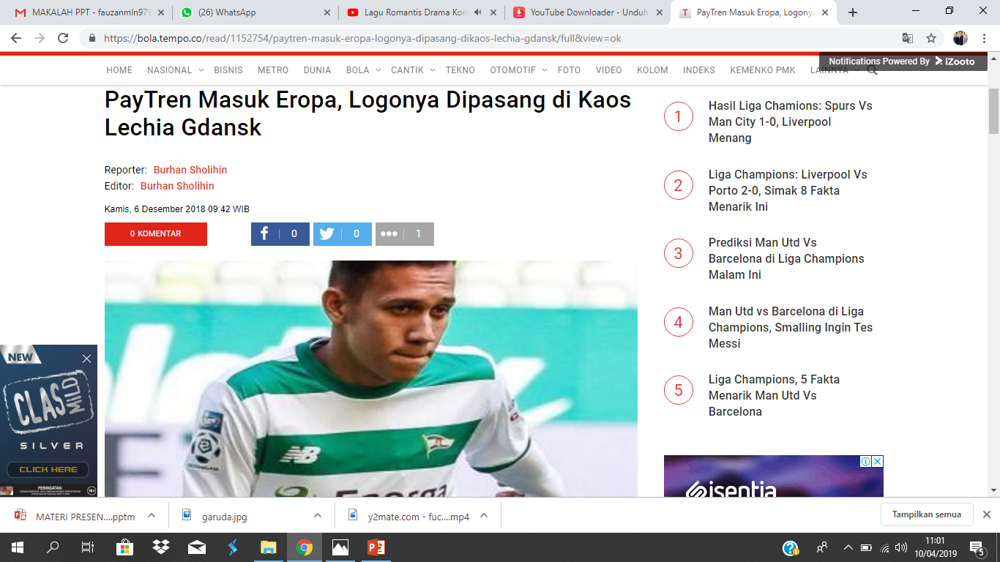 MAKALAH PPT - fauzanmln97@
(26) WhatsApp
Lagu Romantis Drama Kore
YouTube Downloader - Unduh
PayTren Masuk Eropa, Logonya
https://bola.tempo.co/read/1152754/paytren-masuk-eropa-logonya-dipasang-dikaos-lechia-gdansk/full&view=ok
Notifications Powered By iZooto
HOME NASIONAL BISNIS METRO DUNIA BOLA CANTIK TEKNO OTOMOTIF FOTO VIDEO KOLOM INDEKS KEMENKO PMK LAINNYA
PayTren Masuk Eropa, Logonya Dipasang di Kaos
Lechia Gdansk
Reporter: Burhan Sholihin
Editor: Burhan Sholihin
Kamis, 6 Desember 2018 09:42 WIB
0 KOMENTAR
0
0
1
1
Hasil Liga Chamions: Spurs Vs
Man City 1-0, Liverpool
Menang
2
Liga Champions: Liverpool Vs
Porto 2-0, Simak 8 Fakta
Menarik Ini
3
Prediksi Man Utd Vs
Barcelona di Liga Champions
Malam Ini
4
Man Utd vs Barcelona di Liga
Champions, Smalling Ingin Tes
Messi
5
Liga Champions, 5 Fakta
Menarik Man Utd Vs
Barcelona
NEW
CLAS
MILD
SILVER
CLICK HERE
PERINGATAN:
18+
NB
Energa
isentia
MATERI PRESEN....pptm
garuda.jpg
y2mate.com - fuc....mp4
Tampilkan semua
11:01
10/04/2019
5